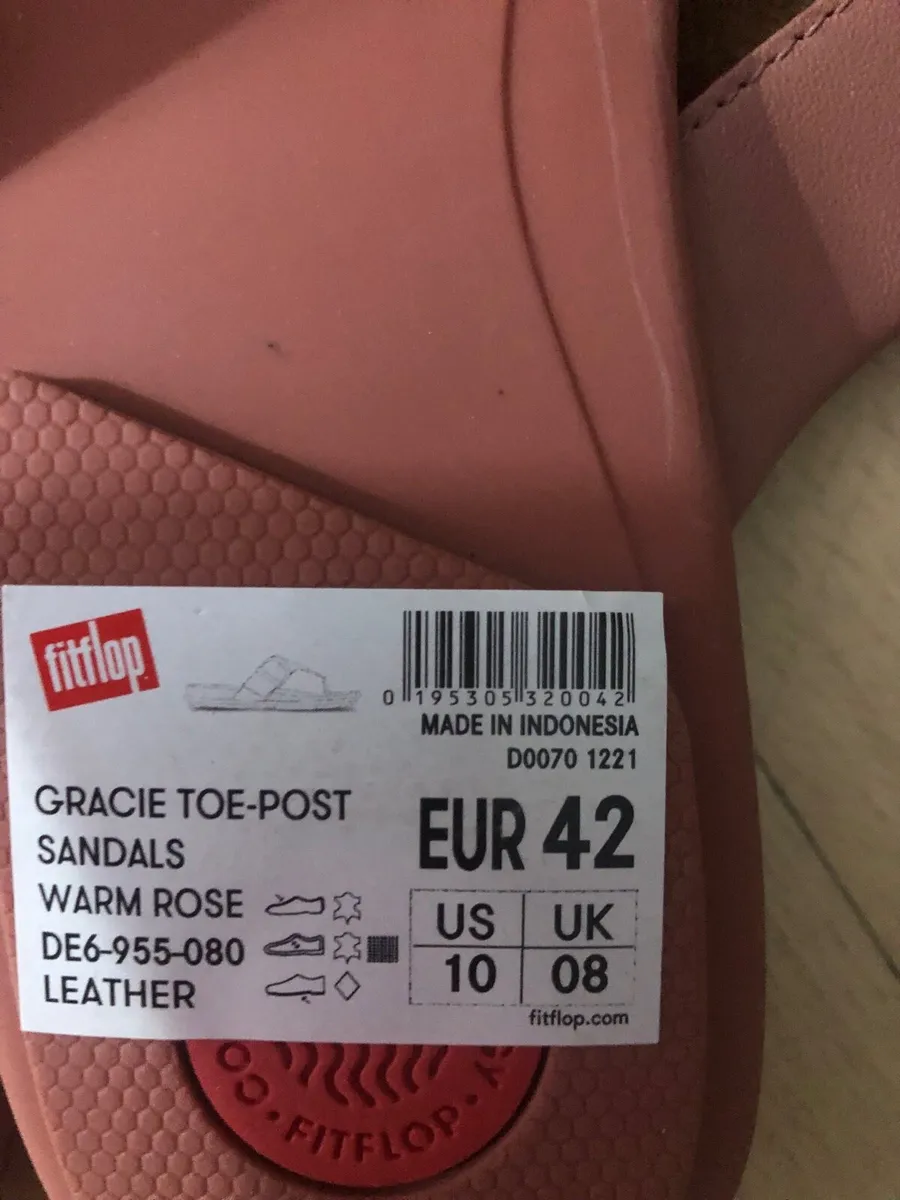 fitflop
0 195305 320042
MADE IN INDONESIA
D0070 1221
GRACIE TOE-POST
SANDALS
WARM ROSE
DE6-955-080
LEATHER
EUR 42
US UK
10 08
fitflop.com
CO • FITFLOP •